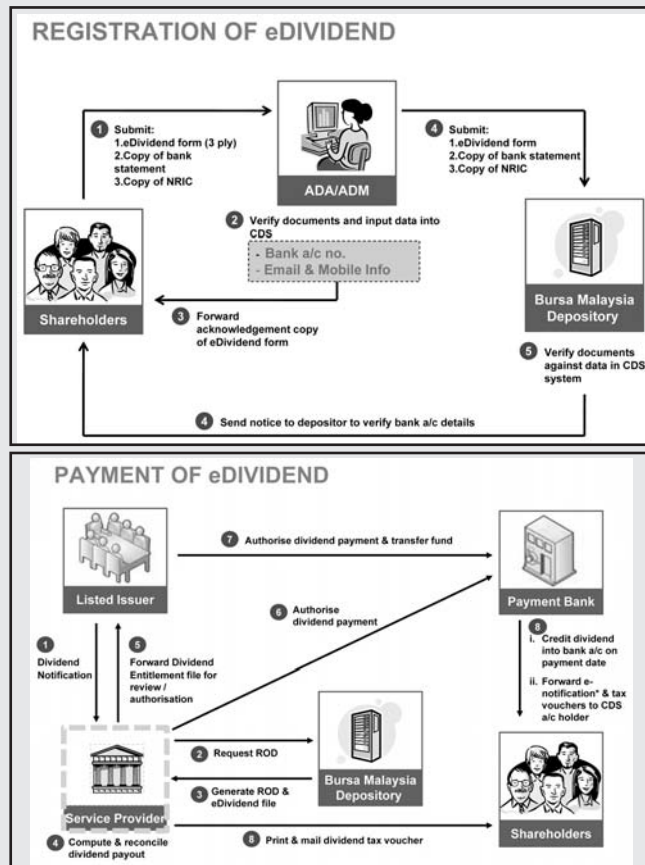 REGISTRATION OF eDIVIDEND
1 Submit:
1.eDividend form (3 ply)
2.Copy of bank
statement
3.Copy of NRIC
ADA/ADM
4 Submit:
1.eDividend form
2.Copy of bank statement
3.Copy of NRIC
2 Verify documents and input data into
CDS
- Bank a/c no.
- Email & Mobile Info
Shareholders
3 Forward
acknowledgement copy
of eDividend form
Bursa Malaysia
Depository
5 Verify documents
against data in CDS
system
4 Send notice to depositor to verify bank a/c details
PAYMENT OF eDIVIDEND
Listed Issuer
7 Authorise dividend payment & transfer fund
Payment Bank
6 Authorise
dividend payment
1
Dividend
Notification
5
Forward Dividend
Entitlement file for
review /
authorisation
8
i. Credit dividend
into bank a/c on
payment date
ii. Forward e-
notification* & tax
vouchers to CDS
a/c holder
Service Provider
2 Request ROD
3 Generate ROD &
eDividend file
Bursa Malaysia
Depository
4 Compute & reconcile
dividend payout
8 Print & mail dividend tax voucher
Shareholders